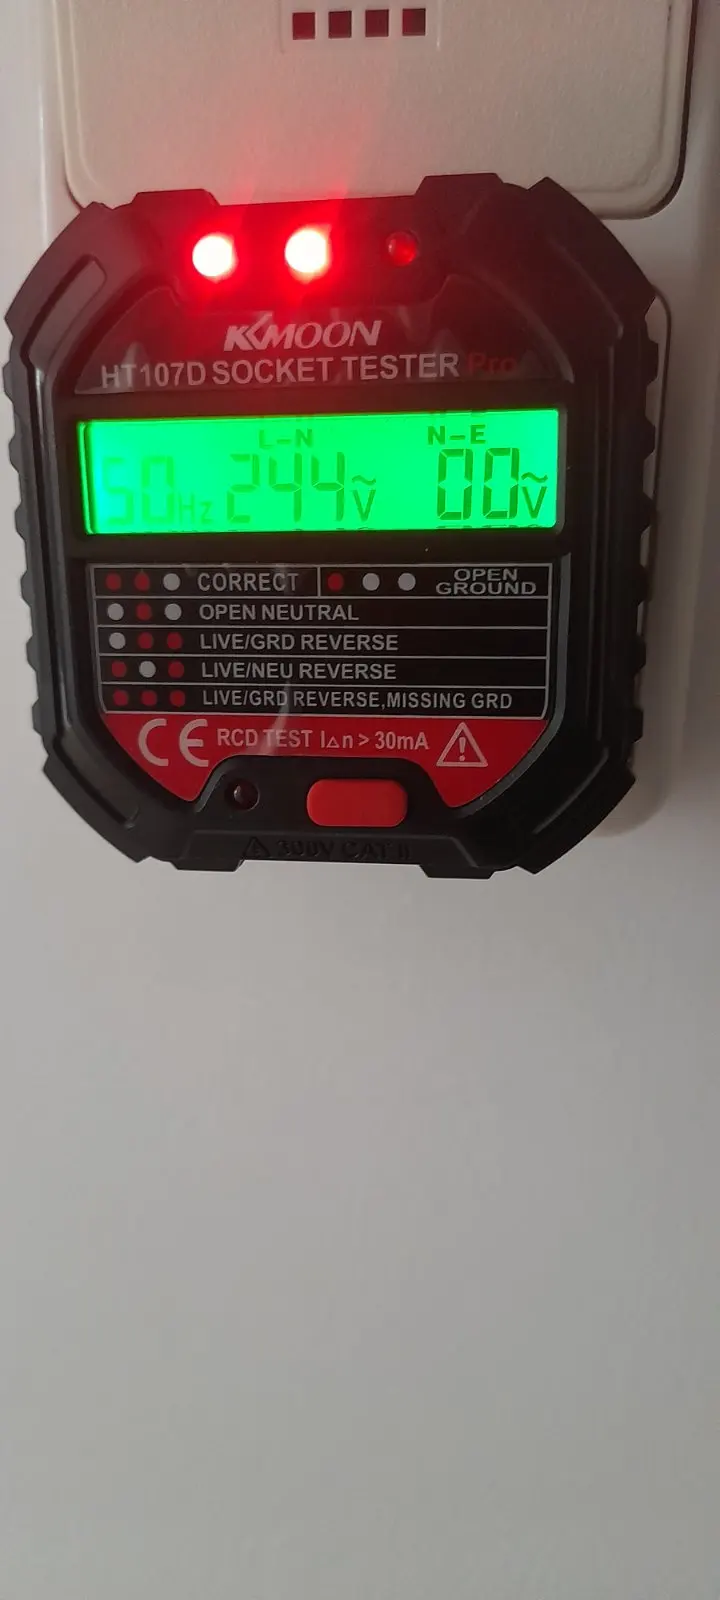 KKMOON
HT107D SOCKET TESTER Pro
L-N N-E
50Hz 244V 00V
CORRECT OPEN GROUND
OPEN NEUTRAL
LIVE/GRD REVERSE
LIVE/NEU REVERSE
LIVE/GRD REVERSE,MISSING GRD
CE RCD TEST I△n > 30mA
300V CAT II